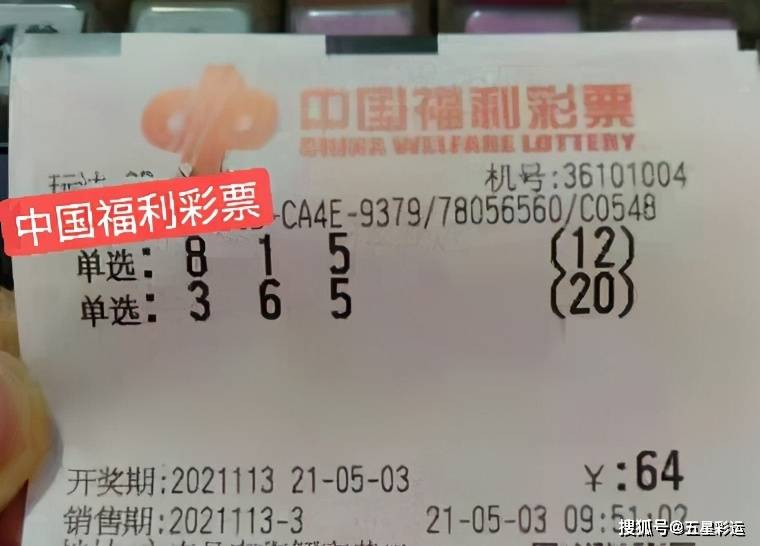 中国福利彩票
CHINA WELFARE LOTTERY
机号:36101004
中国福利彩票
-CA4E-9379/78056560/C0548
单选: 8 1 5 (12)
单选: 3 6 5 (20)
开奖期:2021113 21-05-03 ￥:64
销售期:2021113-3 21-05-03 09:51:02
搜狐号@五星彩运